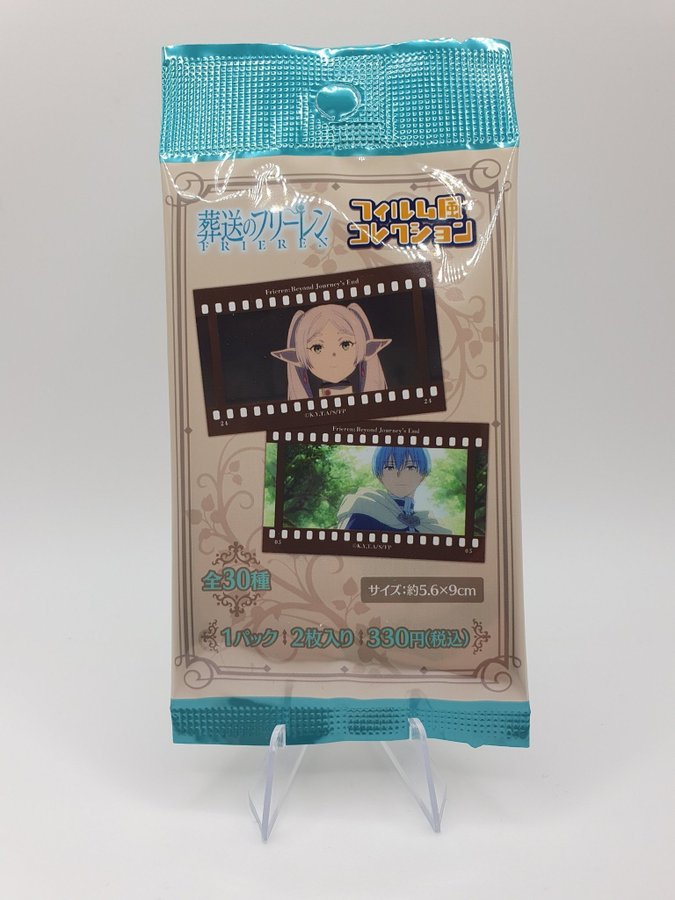 葬送のフリーレン
FRIEREN
フィルム風
コレクション
Frieren: Beyond Journey's End
24
©K.Y.T.A/S/FP
24
Frieren: Beyond Journey's End
05
©K.Y.T.A/S/FP
05
全30種
サイズ:約5.6×9cm
1パック 2枚入り 330円(税込)